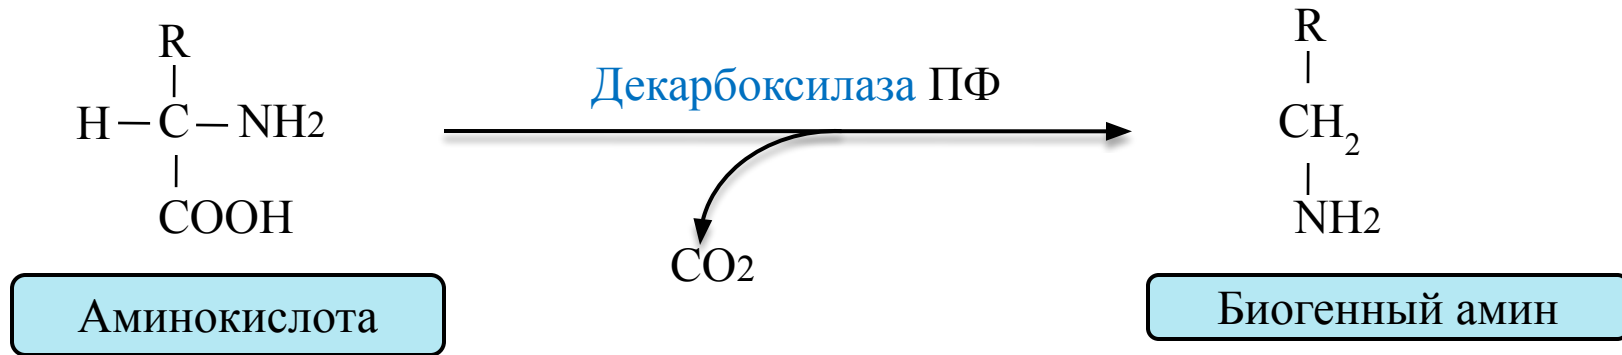 R
H – C – NH2
COOH
Аминокислота
Декарбоксилаза ПФ
CO2
R
CH₂
NH2
Биогенный амин